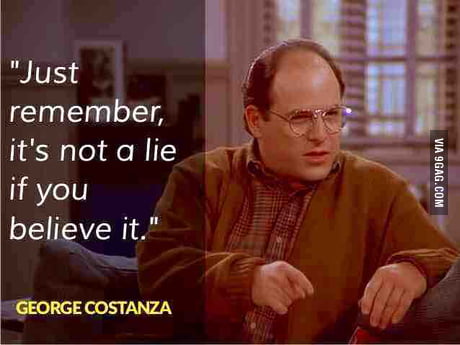 "Just
remember,
it's not a lie
if you
believe it."
GEORGE COSTANZA
VIA 9GAG.COM